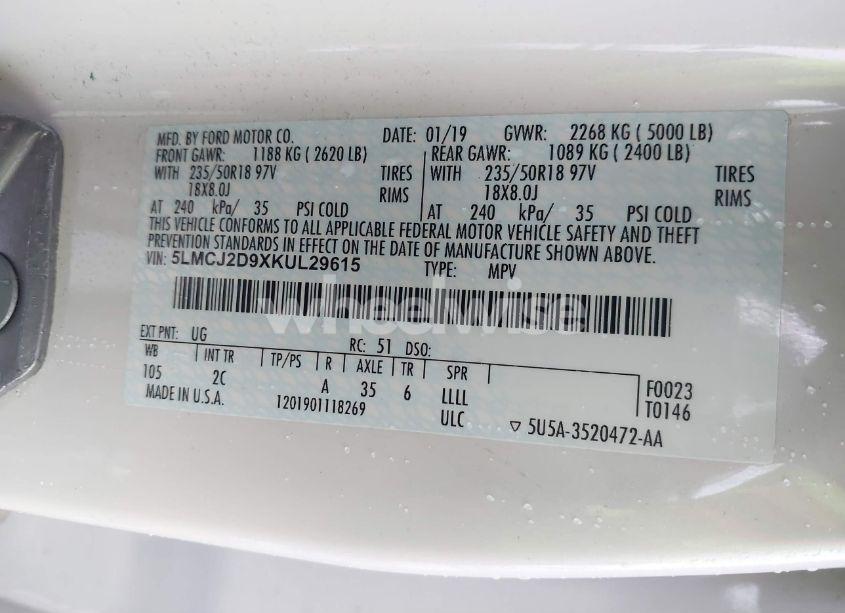 MFD. BY FORD MOTOR CO. DATE: 01/19 GVWR: 2268 KG ( 5000 LB)
FRONT GAWR: 1188 KG ( 2620 LB) REAR GAWR: 1089 KG ( 2400 LB)
WITH 235/50R18 97V TIRES WITH 235/50R18 97V TIRES
18X8.0J RIMS 18X8.0J RIMS
AT 240 kPa/ 35 PSI COLD AT 240 kPa/ 35 PSI COLD
THIS VEHICLE CONFORMS TO ALL APPLICABLE FEDERAL MOTOR VEHICLE SAFETY AND THEFT
PREVENTION STANDARDS IN EFFECT ON THE DATE OF MANUFACTURE SHOWN ABOVE.
VIN: 5LMCJ2D9XKUL29615 TYPE: MPV
wheelwise
EXT PNT: UG RC: 51 DSO:
WB INT TR TP/PS R AXLE TR SPR F0023
105 2C A 35 6 LLLL T0146
MADE IN U.S.A. 1201901118269 ULC ▽ 5U5A-3520472-AA